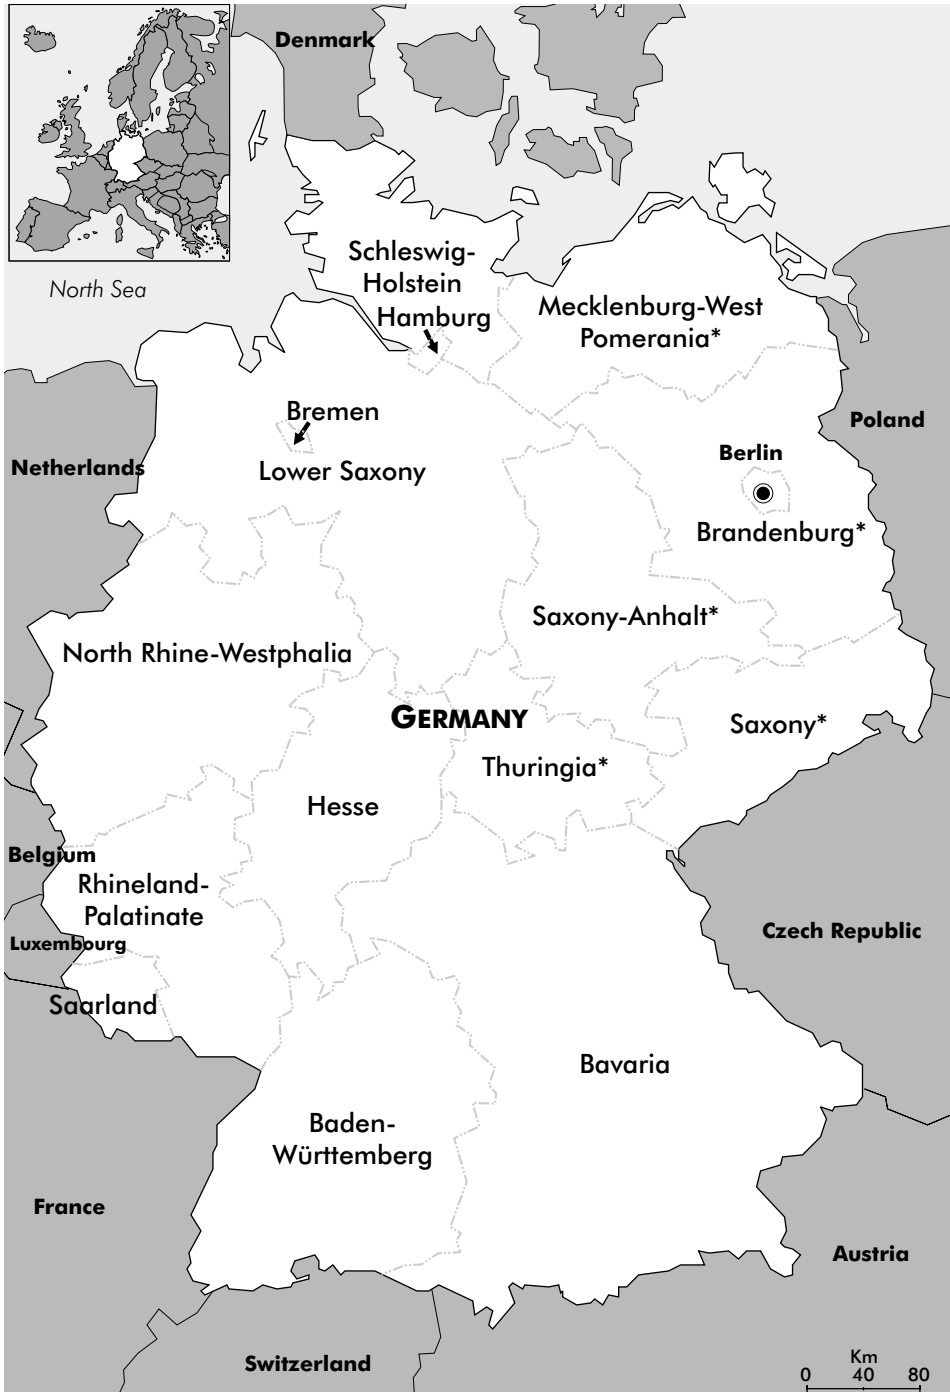 Denmark
North Sea
Schleswig-
Holstein
Hamburg
Mecklenburg-West
Pomerania*
Bremen
Lower Saxony
Netherlands
Poland
Berlin
Brandenburg*
Saxony-Anhalt*
North Rhine-Westphalia
GERMANY
Saxony*
Thuringia*
Hesse
Belgium
Rhineland-
Palatinate
Luxembourg
Czech Republic
Saarland
Bavaria
Baden-
Württemberg
France
Austria
Switzerland
Km
0 40 80